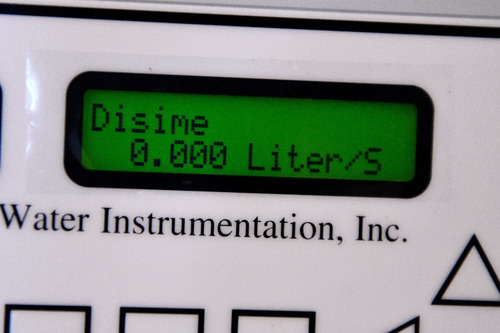 Disime
0.000 Liter/S
Water Instrumentation, Inc.